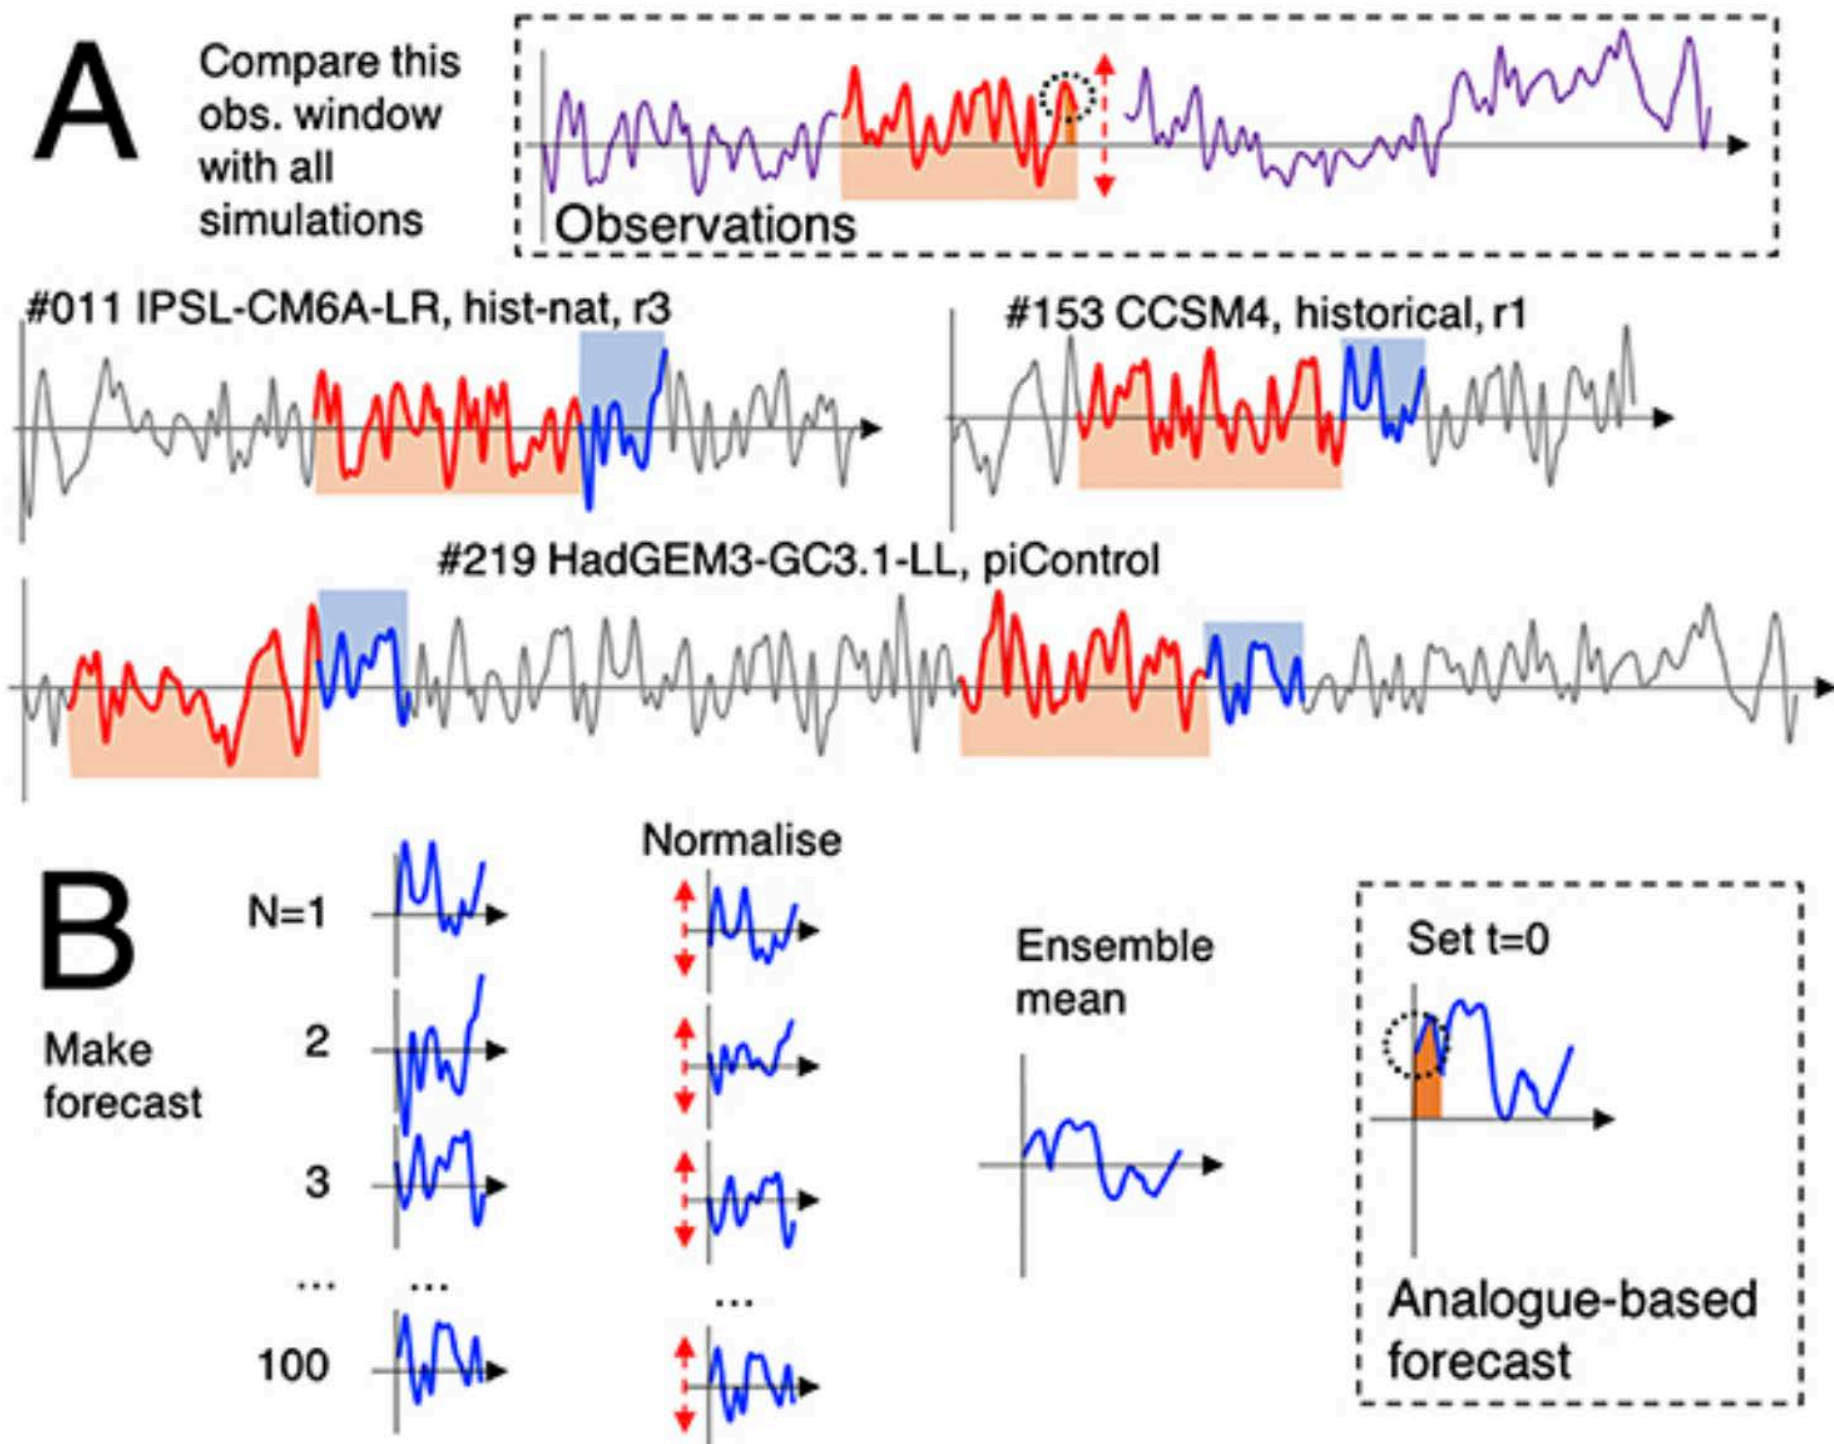 A
Compare this
obs. window
with all
simulations
Observations
#011 IPSL-CM6A-LR, hist-nat, r3
#153 CCSM4, historical, r1
#219 HadGEM3-GC3.1-LL, piControl
B
Make
forecast
N=1
2
3
... ...
100
Normalise
...
Ensemble
mean
Set t=0
Analogue-based
forecast